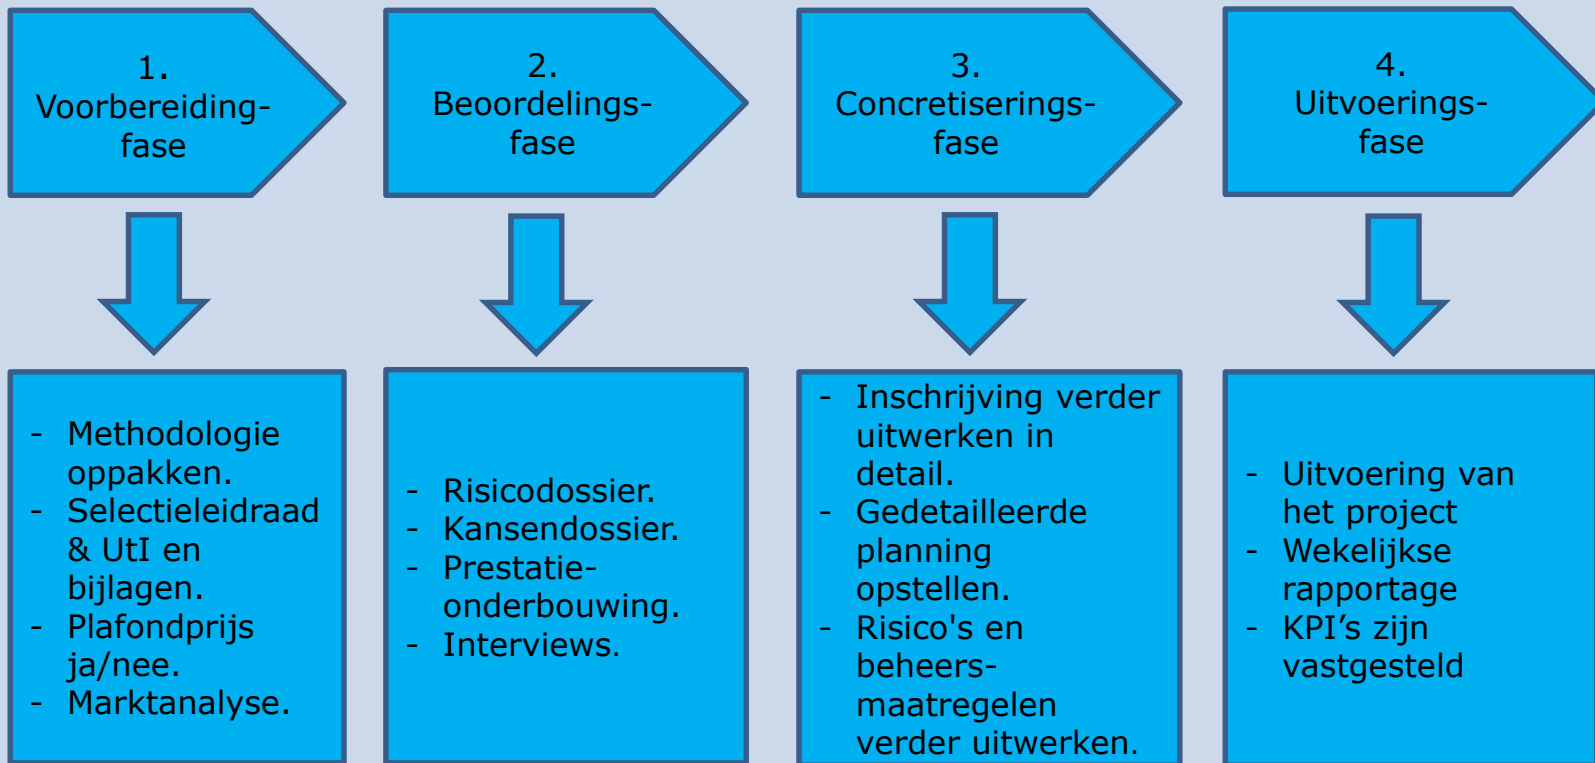 1.
Voorbereiding-
fase
2.
Beoordelings-
fase
3.
Concretiserings-
fase
4.
Uitvoerings-
fase
- Methodologie
oppakken.
- Selectieleidraad
& UtI en
bijlagen.
- Plafondprijs
ja/nee.
- Marktanalyse.
- Risicodossier.
- Kansendossier.
- Prestatie-
onderbouwing.
- Interviews.
- Inschrijving verder
uitwerken in
detail.
- Gedetailleerde
planning
opstellen.
- Risico's en
beheers-
maatregelen
verder uitwerken.
- Uitvoering van
het project
- Wekelijkse
rapportage
- KPI’s zijn
vastgesteld